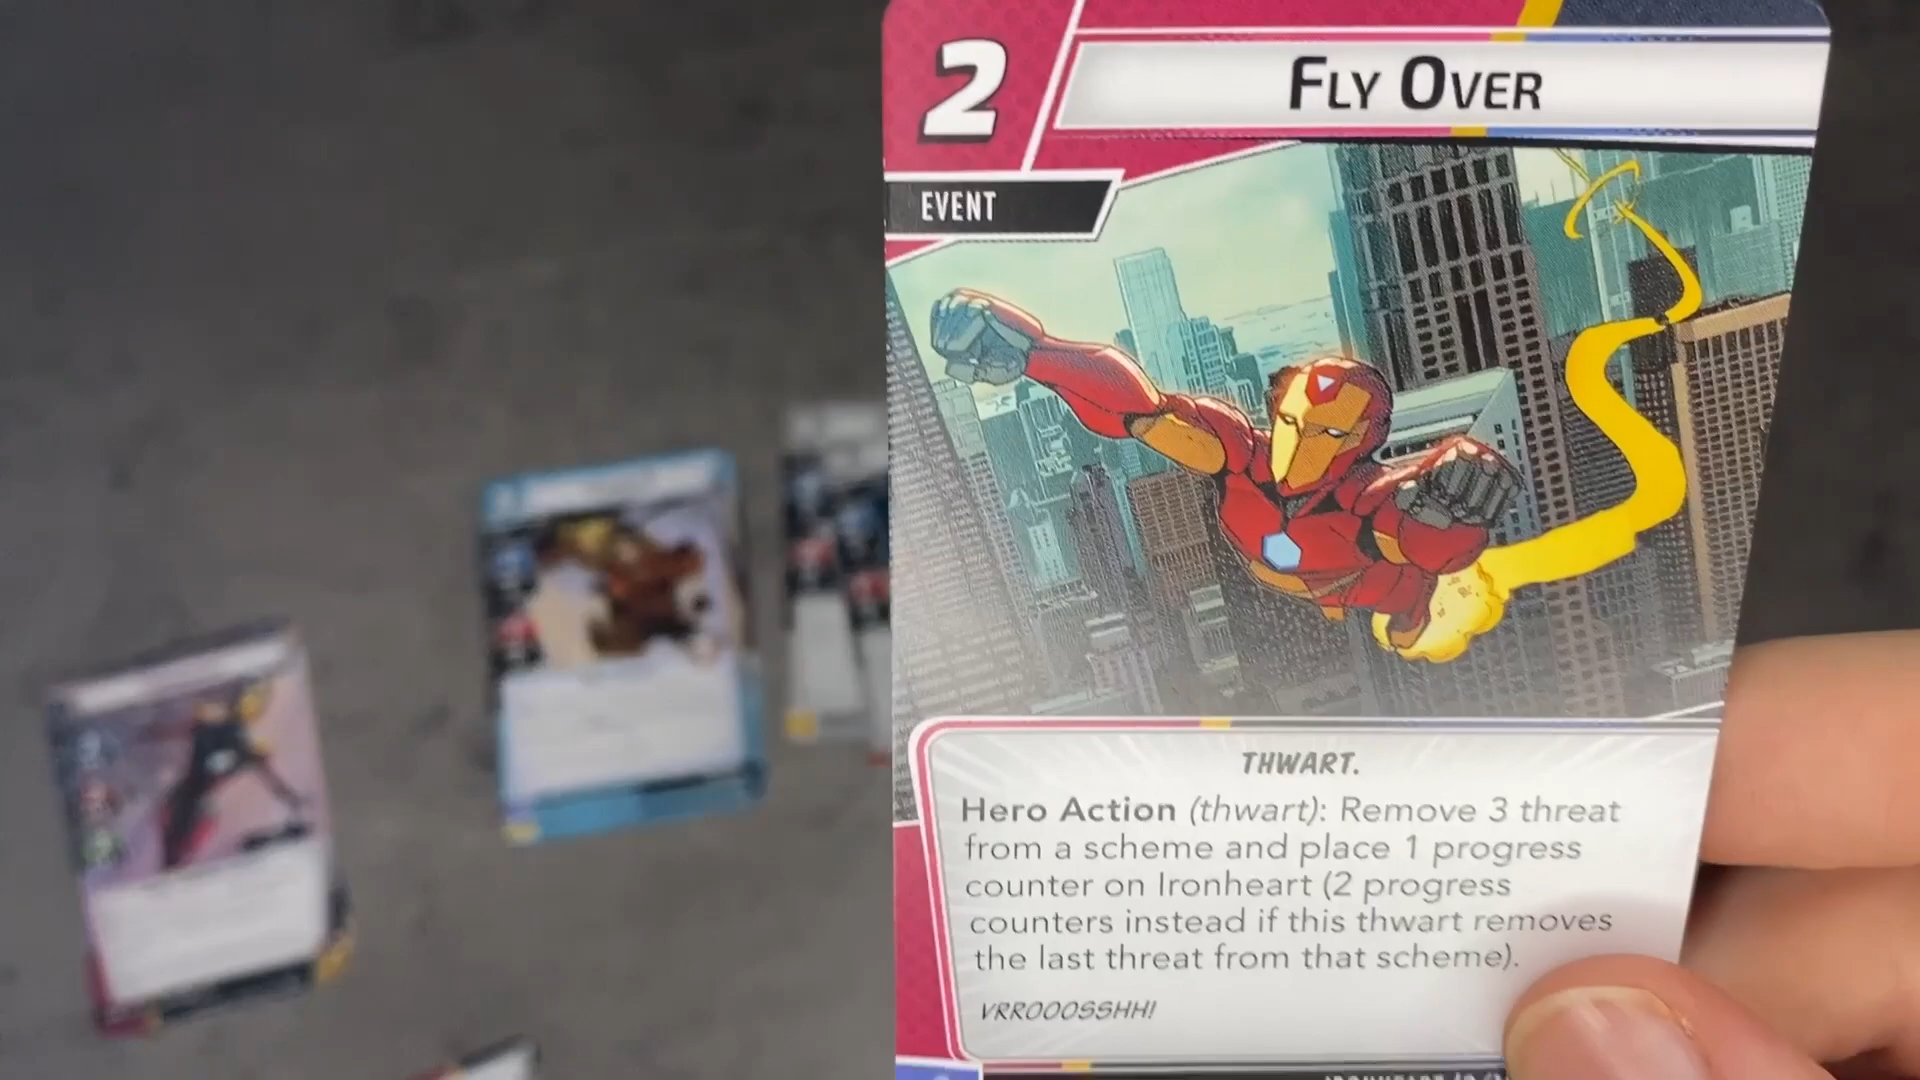 2
FLY OVER
EVENT
THWART.
Hero Action (thwart): Remove 3 threat
from a scheme and place 1 progress
counter on Ironheart (2 progress
counters instead if this thwart removes
the last threat from that scheme).
VRROOOSSHH!